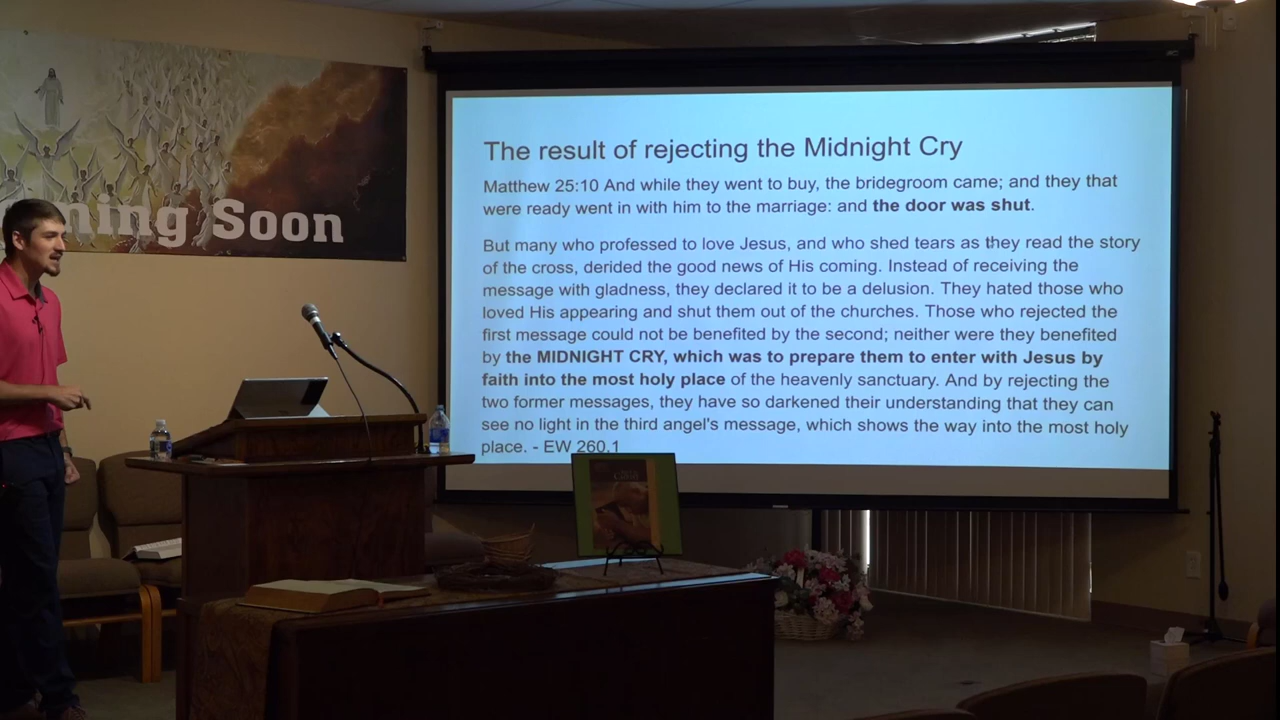 ning Soon
The result of rejecting the Midnight Cry
Matthew 25:10 And while they went to buy, the bridegroom came; and they that
were ready went in with him to the marriage: and the door was shut.
But many who professed to love Jesus, and who shed tears as they read the story
of the cross, derided the good news of His coming. Instead of receiving the
message with gladness, they declared it to be a delusion. They hated those who
loved His appearing and shut them out of the churches. Those who rejected the
first message could not be benefited by the second; neither were they benefited
by the MIDNIGHT CRY, which was to prepare them to enter with Jesus by
faith into the most holy place of the heavenly sanctuary. And by rejecting the
two former messages, they have so darkened their understanding that they can
see no light in the third angel's message, which shows the way into the most holy
place. - EW 260.1